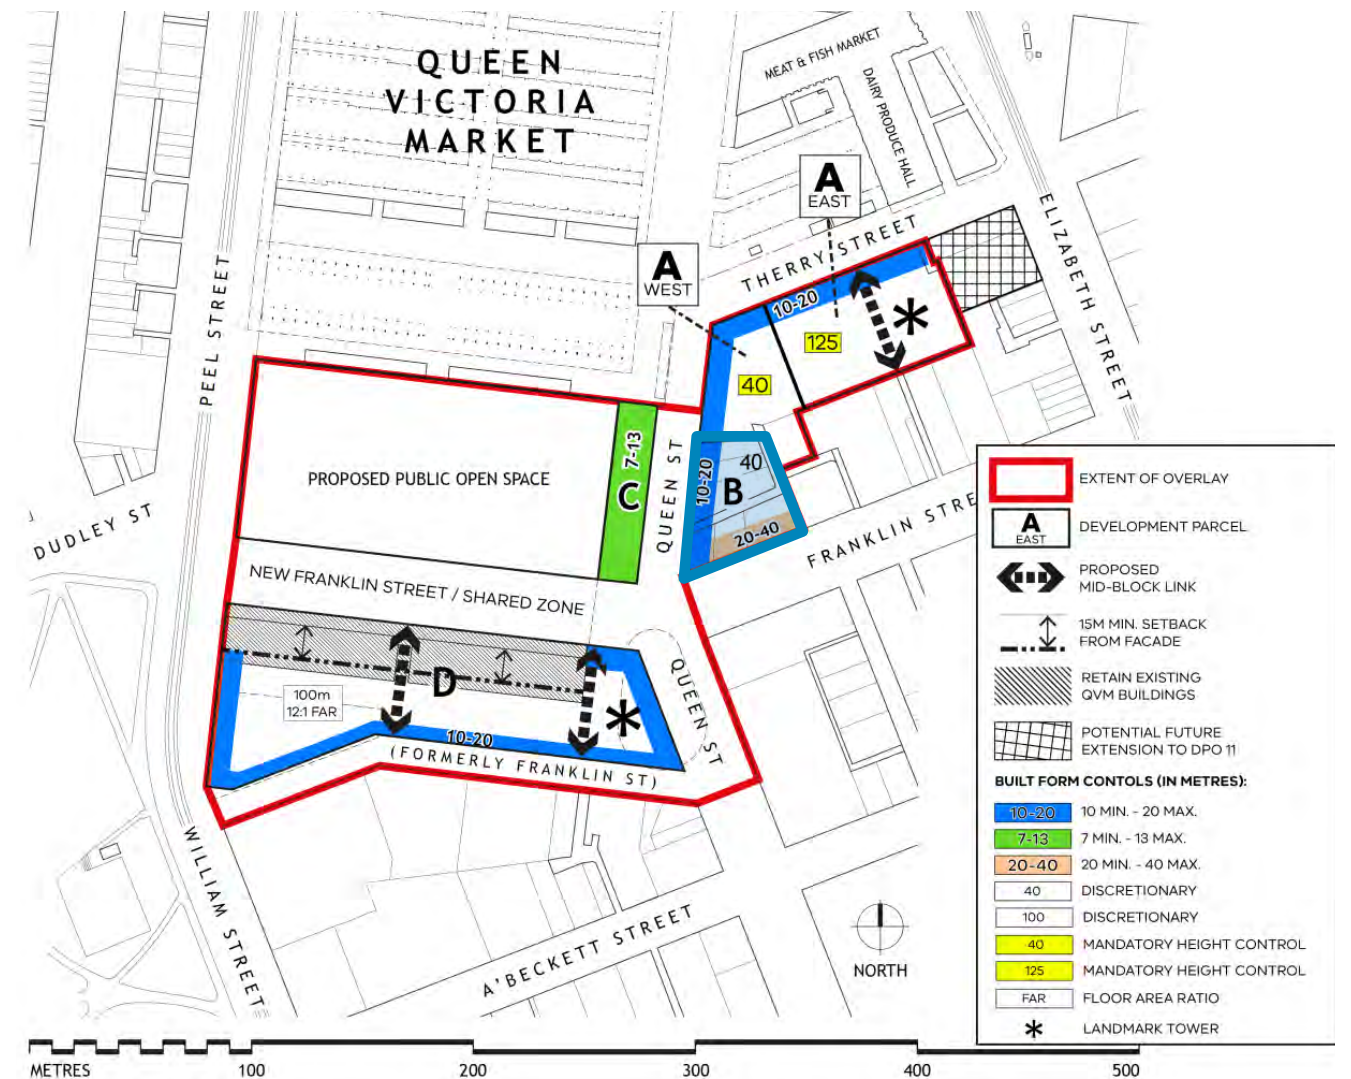 QUEEN
VICTORIA
MARKET
MEAT & FISH MARKET
DAIRY PRODUCE HALL
A
EAST
A
WEST
THERRY STREET
ELIZABETH STREET
PEEL STREET
10-20
125
40
7-13
C
QUEEN ST
10-20
40
B
20-40
PROPOSED PUBLIC OPEN SPACE
FRANKLIN STRE
DUDLEY ST
NEW FRANKLIN STREET / SHARED ZONE
D
100m
12:1 FAR
10-20
(FORMERLY FRANKLIN ST)
QUEEN ST
WILLIAM STREET
A'BECKETT STREET
NORTH
EXTENT OF OVERLAY
A
EAST
DEVELOPMENT PARCEL
PROPOSED
MID-BLOCK LINK
15M MIN. SETBACK
FROM FACADE
RETAIN EXISTING
QVM BUILDINGS
POTENTIAL FUTURE
EXTENSION TO DPO 11
BUILT FORM CONTOLS (IN METRES):
10-20 10 MIN. - 20 MAX.
7-13 7 MIN. - 13 MAX.
20-40 20 MIN. - 40 MAX.
40 DISCRETIONARY
100 DISCRETIONARY
40 MANDATORY HEIGHT CONTROL
125 MANDATORY HEIGHT CONTROL
FAR FLOOR AREA RATIO
LANDMARK TOWER
METRES 100 200 300 400 500